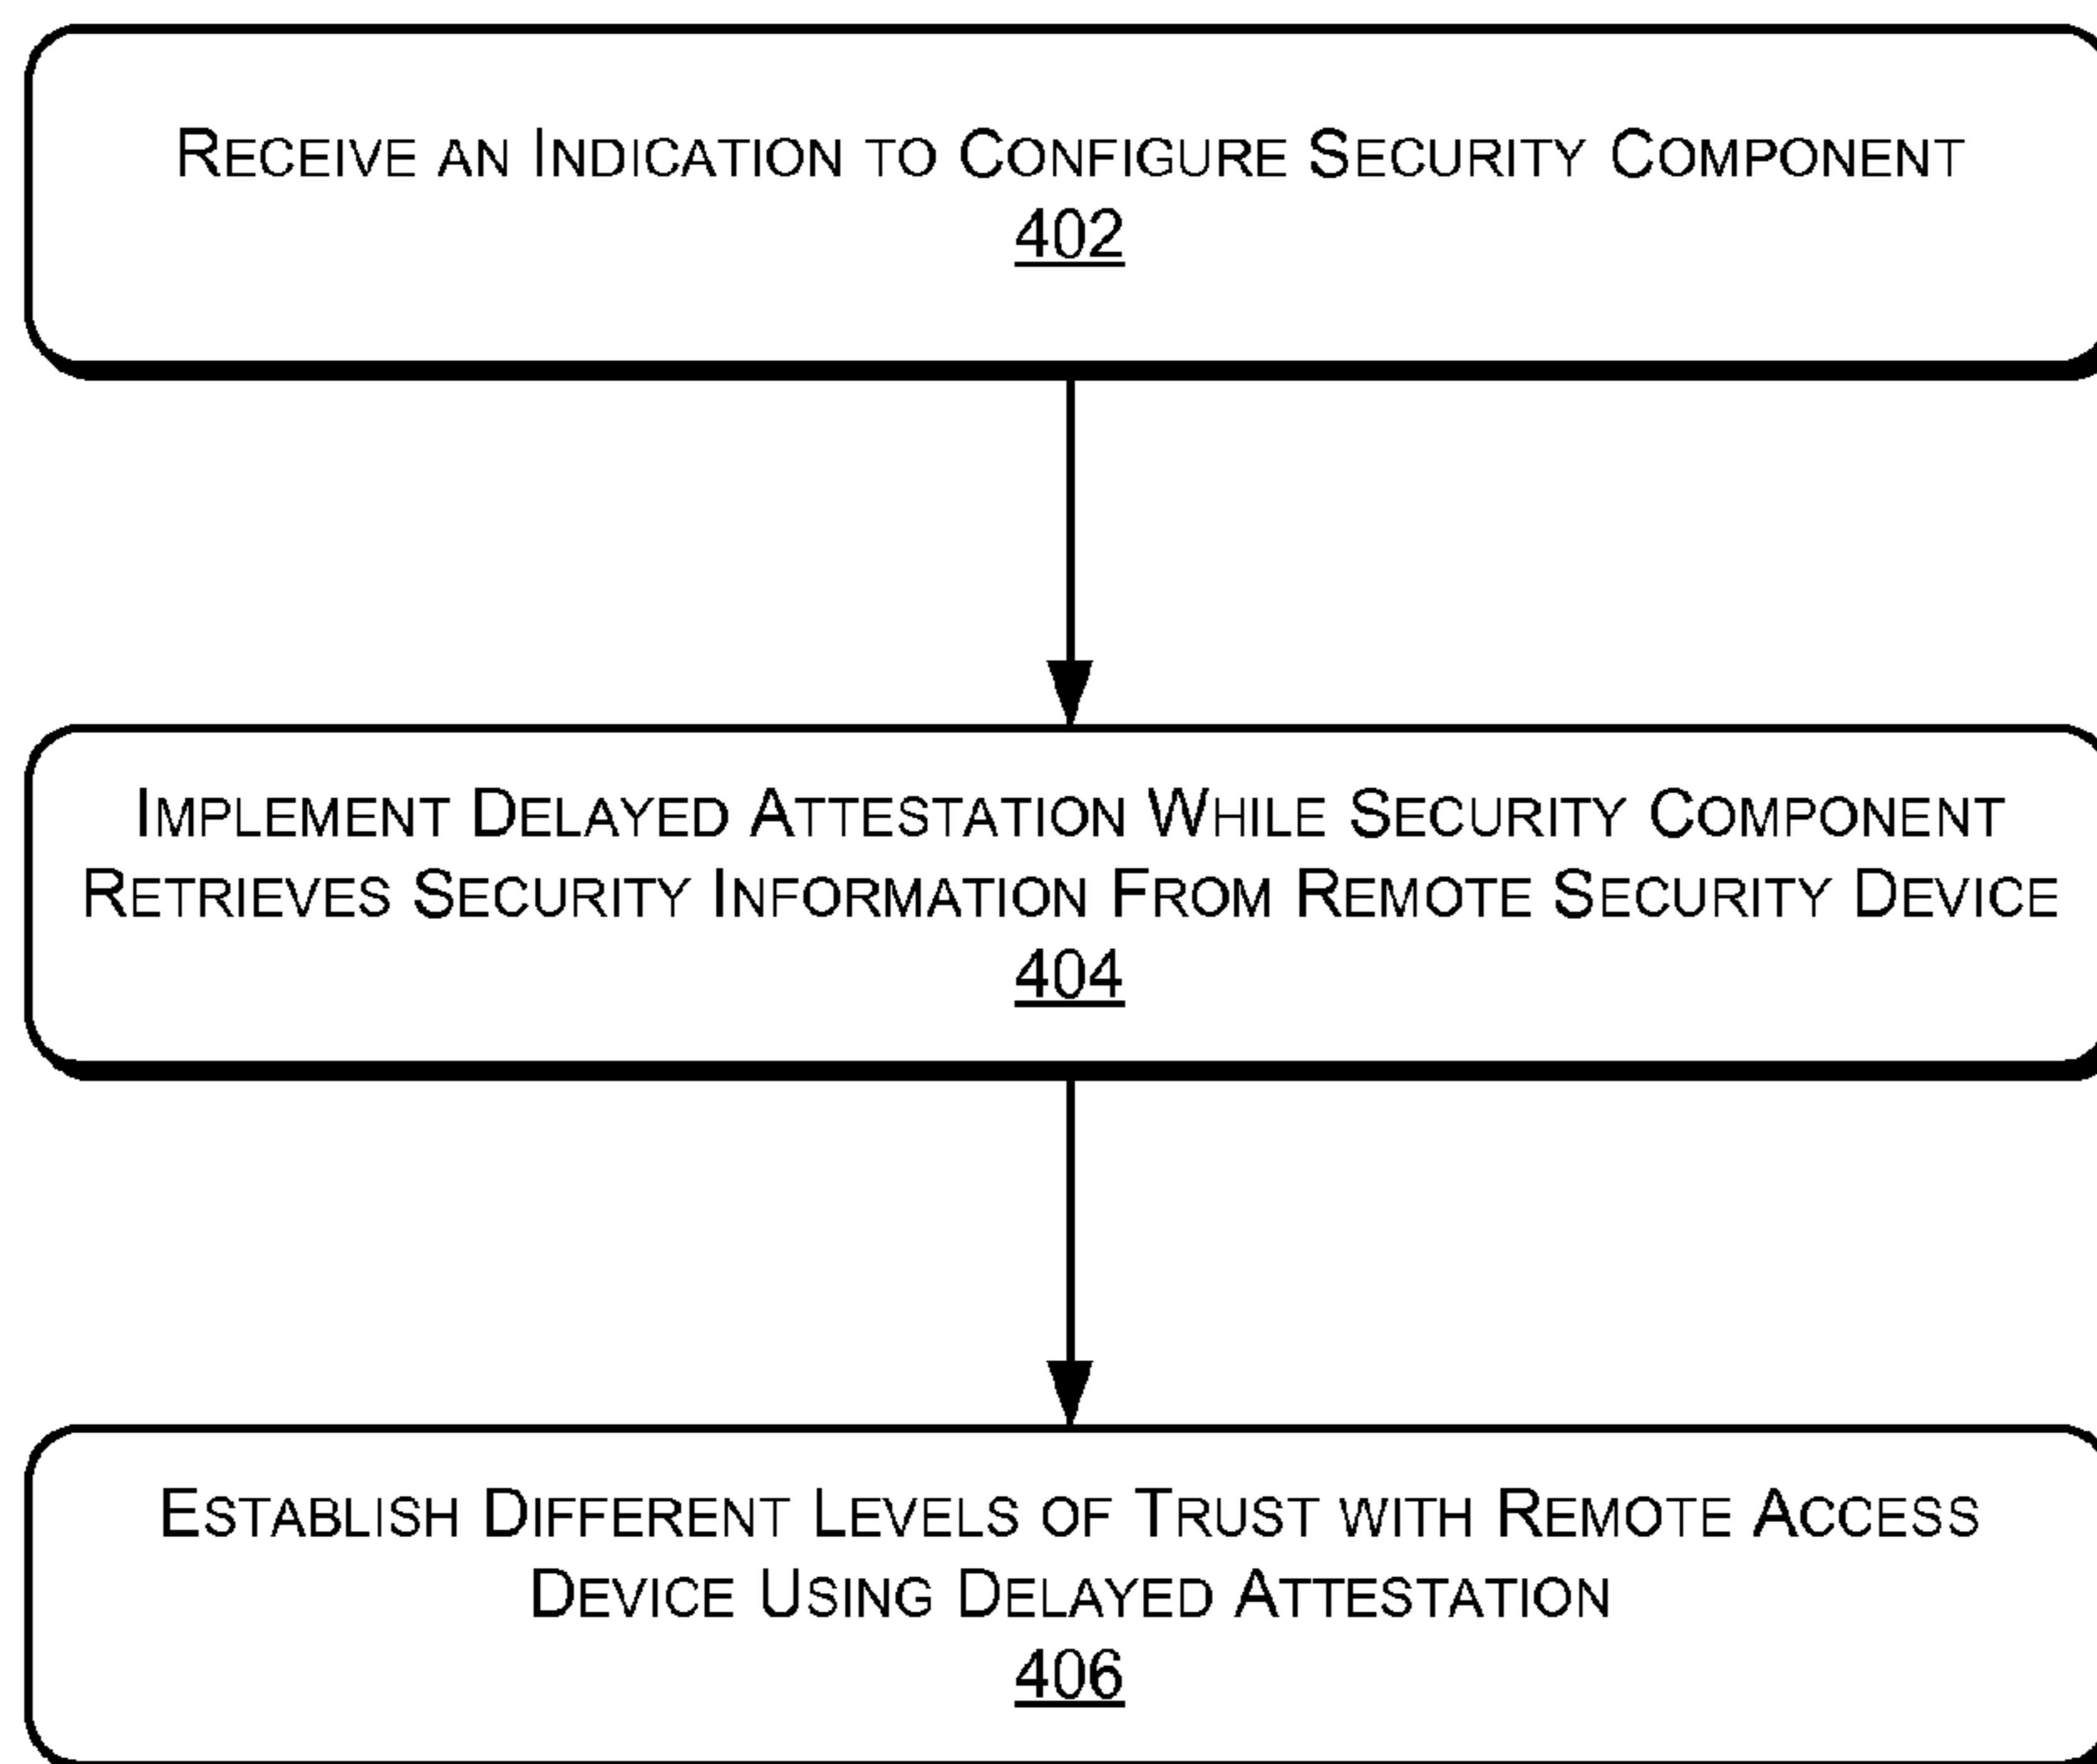 Receive an Indication to Configure Security Component
402
Implement Delayed Attestation While Security Component
Retrieves Security Information From Remote Security Device
404
Establish Different Levels of Trust with Remote Access
Device Using Delayed Attestation
406